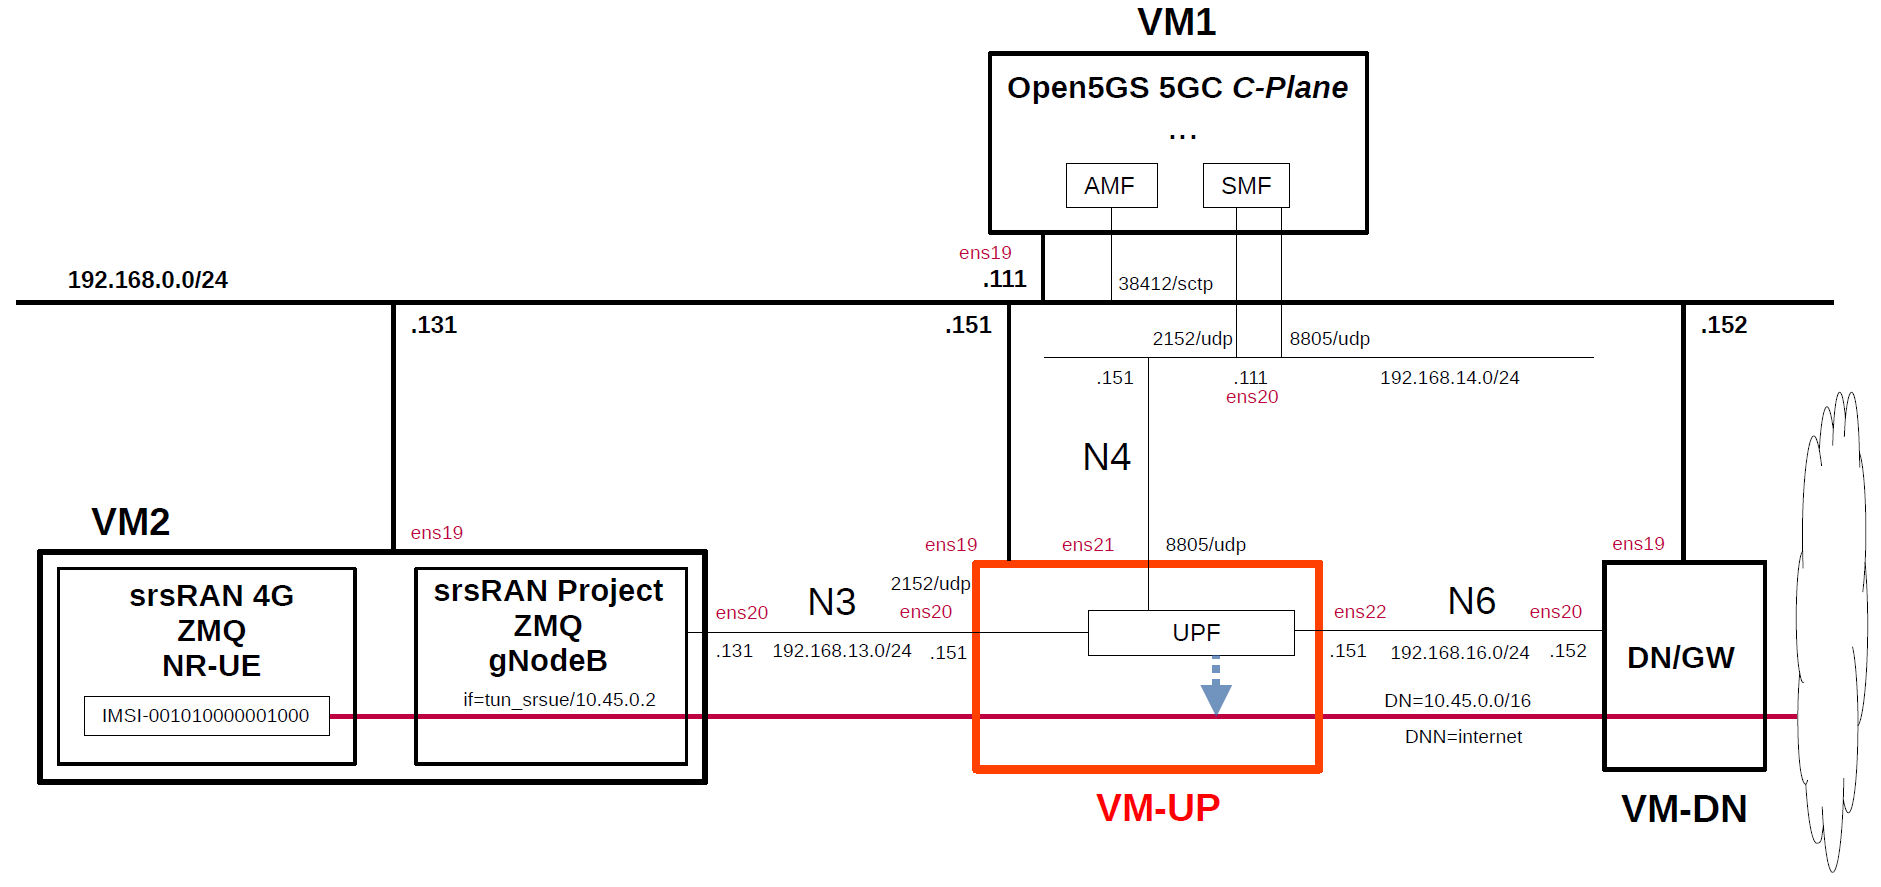 VM1
Open5GS 5GC C-Plane
...
AMF
SMF
ens19
.111
38412/sctp
192.168.0.0/24
.131
.151
.152
2152/udp
8805/udp
.151
.111
192.168.14.0/24
ens20
N4
VM2
ens19
ens19
ens21
8805/udp
ens19
srsRAN 4G
ZMQ
NR-UE
IMSI-001010000001000
srsRAN Project
ZMQ
gNodeB
if=tun_srsue/10.45.0.2
2152/udp
ens20
N3
ens20
.131
192.168.13.0/24
.151
UPF
ens22
N6
ens20
.151
192.168.16.0/24
.152
DN/GW
DN=10.45.0.0/16
DNN=internet
VM-UP
VM-DN